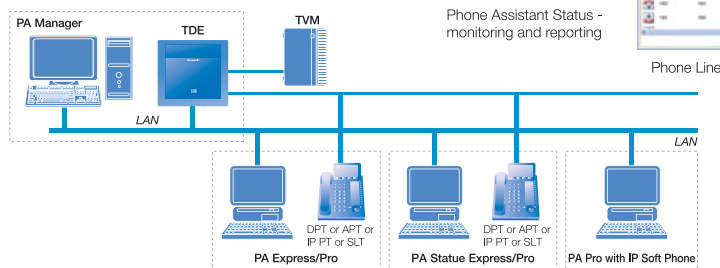 PA Manager
TDE
TVM
Phone Assistant Status -
monitoring and reporting
Phone Line
LAN
LAN
DPT or APT or
IP PT or SLT
DPT or APT or
IP PT or SLT
PA Express/Pro
PA Statue Express/Pro
PA Pro with IP Soft Phone